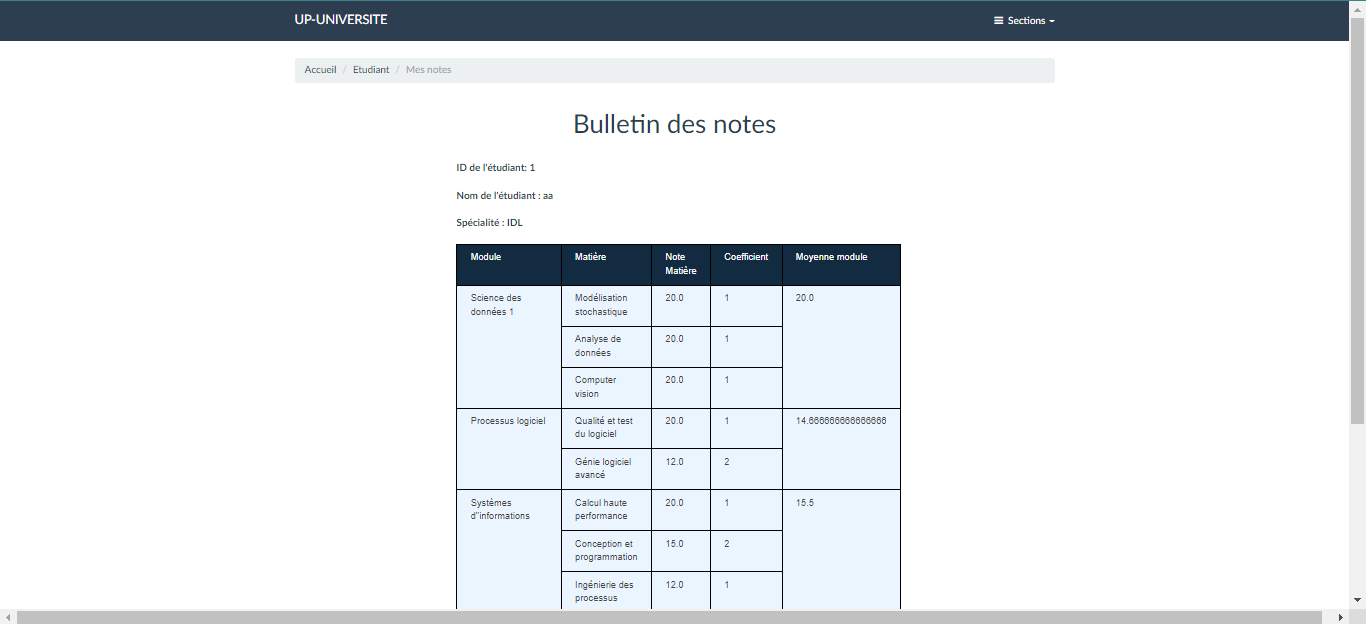 UP-UNIVERSITE
Sections
Accueil / Etudiant / Mes notes
Bulletin des notes
ID de l'étudiant: 1
Nom de l'étudiant : aa
Spécialité : IDL
Module Matière Note Matière Coefficient Moyenne module
Science des données 1 Modélisation stochastique 20.0 1 20.0
Analyse de données 20.0 1
Computer vision 20.0 1
Processus logiciel Qualité et test du logiciel 20.0 1 14.666666666666666
Génie logiciel avancé 12.0 2
Systèmes d''informations Calcul haute performance 20.0 1 15.5
Conception et programmation 15.0 2
Ingénierie des processus 12.0 1